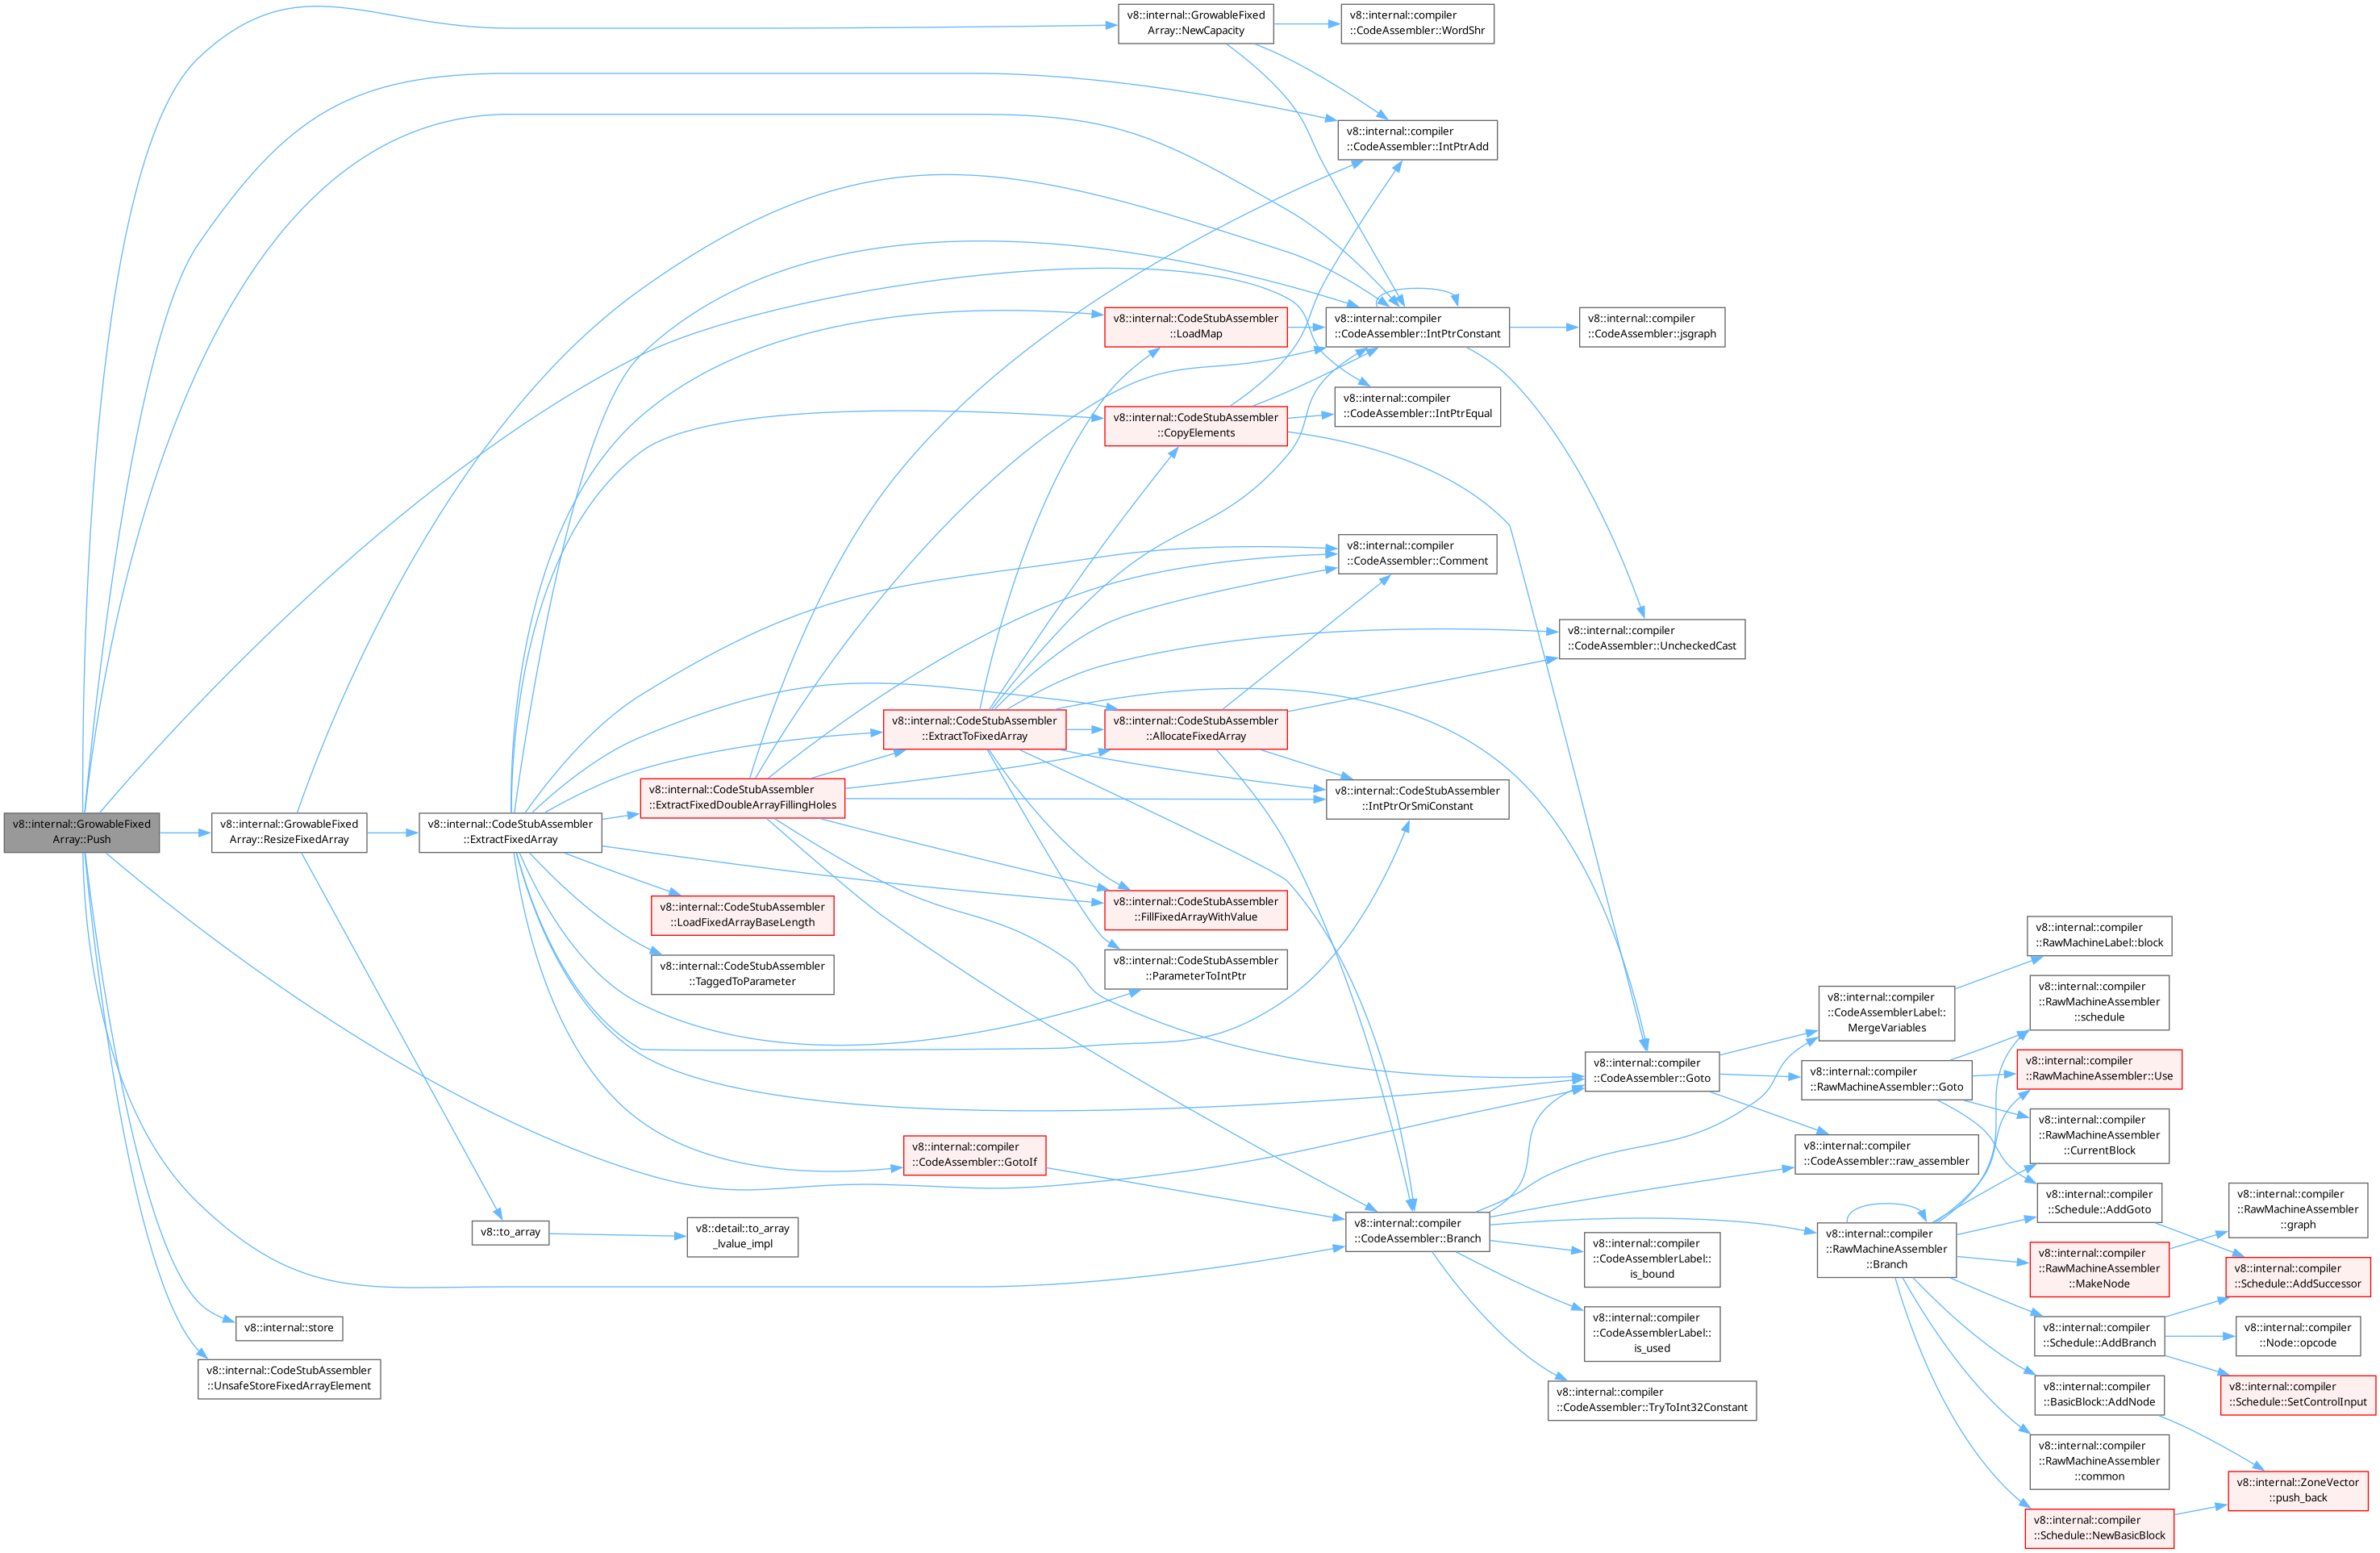 v8::internal::GrowableFixed
Array::Push
v8::internal::GrowableFixed
Array::ResizeFixedArray
v8::internal::store
v8::internal::CodeStubAssembler
::UnsafeStoreFixedArrayElement
v8::internal::CodeStubAssembler
::ExtractFixedArray
v8::to_array
v8::internal::CodeStubAssembler
::ExtractFixedDoubleArrayFillingHoles
v8::internal::CodeStubAssembler
::LoadFixedArrayBaseLength
v8::internal::CodeStubAssembler
::TaggedToParameter
v8::detail::to_array
_lvalue_impl
v8::internal::CodeStubAssembler
::ExtractToFixedArray
v8::internal::compiler
::CodeAssembler::GotoIf
v8::internal::GrowableFixed
Array::NewCapacity
v8::internal::CodeStubAssembler
::LoadMap
v8::internal::CodeStubAssembler
::CopyElements
v8::internal::CodeStubAssembler
::AllocateFixedArray
v8::internal::CodeStubAssembler
::FillFixedArrayWithValue
v8::internal::CodeStubAssembler
::ParameterToIntPtr
v8::internal::compiler
::CodeAssembler::WordShr
v8::internal::compiler
::CodeAssembler::IntPtrAdd
v8::internal::compiler
::CodeAssembler::IntPtrConstant
v8::internal::compiler
::CodeAssembler::IntPtrEqual
v8::internal::compiler
::CodeAssembler::Comment
v8::internal::CodeStubAssembler
::IntPtrOrSmiConstant
v8::internal::compiler
::CodeAssembler::Branch
v8::internal::compiler
::CodeAssembler::jsgraph
v8::internal::compiler
::CodeAssembler::UncheckedCast
v8::internal::compiler
::CodeAssembler::Goto
v8::internal::compiler
::CodeAssemblerLabel::
is_bound
v8::internal::compiler
::CodeAssemblerLabel::
is_used
v8::internal::compiler
::CodeAssembler::TryToInt32Constant
v8::internal::compiler
::CodeAssemblerLabel::
MergeVariables
v8::internal::compiler
::RawMachineAssembler::Goto
v8::internal::compiler
::CodeAssembler::raw_assembler
v8::internal::compiler
::RawMachineAssembler
::Branch
v8::internal::compiler
::RawMachineLabel::block
v8::internal::compiler
::RawMachineAssembler
::schedule
v8::internal::compiler
::RawMachineAssembler::Use
v8::internal::compiler
::RawMachineAssembler
::CurrentBlock
v8::internal::compiler
::Schedule::AddGoto
v8::internal::compiler
::RawMachineAssembler
::MakeNode
v8::internal::compiler
::Schedule::AddBranch
v8::internal::compiler
::BasicBlock::AddNode
v8::internal::compiler
::RawMachineAssembler
::common
v8::internal::compiler
::Schedule::NewBasicBlock
v8::internal::compiler
::RawMachineAssembler
::graph
v8::internal::compiler
::Schedule::AddSuccessor
v8::internal::compiler
::Node::opcode
v8::internal::compiler
::Schedule::SetControlInput
v8::internal::ZoneVector
::push_back